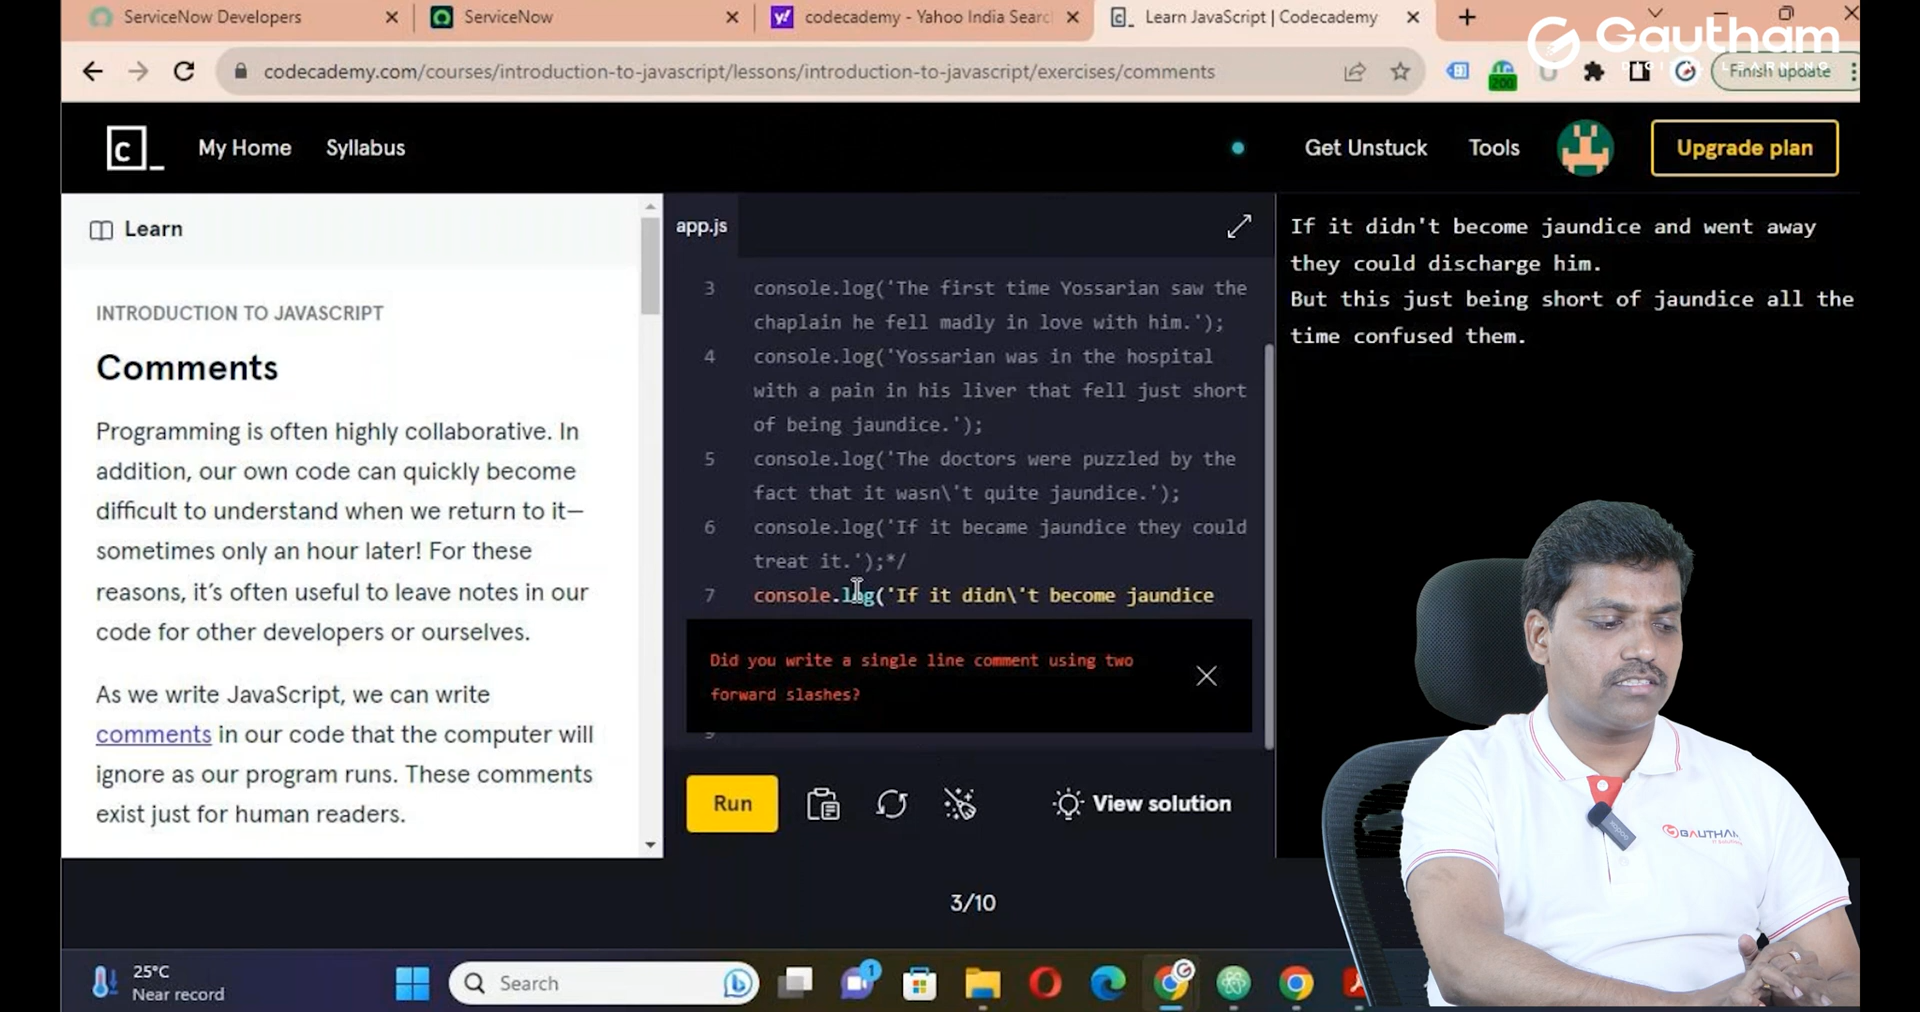 ServiceNow Developers
ServiceNow
codecademy - Yahoo India Searc
Learn JavaScript | Codecademy
Gautham
codecademy.com/courses/introduction-to-javascript/lessons/introduction-to-javascript/exercises/comments
200
Finish update
c_
My Home
Syllabus
Get Unstuck
Tools
Upgrade plan
Learn
INTRODUCTION TO JAVASCRIPT
Comments
Programming is often highly collaborative. In
addition, our own code can quickly become
difficult to understand when we return to it—
sometimes only an hour later! For these
reasons, it's often useful to leave notes in our
code for other developers or ourselves.
As we write JavaScript, we can write
comments in our code that the computer will
ignore as our program runs. These comments
exist just for human readers.
app.js
3 console.log('The first time Yossarian saw the
chaplain he fell madly in love with him.');
4 console.log('Yossarian was in the hospital
with a pain in his liver that fell just short
of being jaundice.');
5 console.log('The doctors were puzzled by the
fact that it wasn\'t quite jaundice.');
6 console.log('If it became jaundice they could
treat it.');*/
7 console.log('If it didn\'t become jaundice
Did you write a single line comment using two
forward slashes?
9
Run
View solution
3/10
If it didn't become jaundice and went away
they could discharge him.
But this just being short of jaundice all the
time confused them.
GAUTHAM
25°C
Near record
Search
1